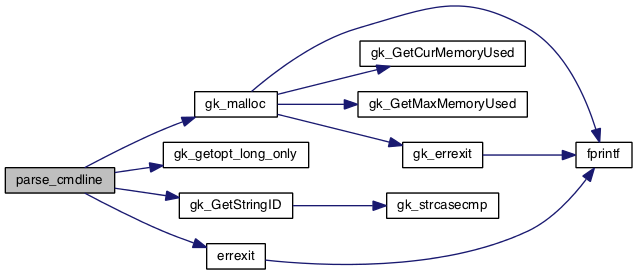 gk_GetCurMemoryUsed
gk_malloc
gk_GetMaxMemoryUsed
gk_getopt_long_only
gk_errexit
fprintf
parse_cmdline
gk_GetStringID
gk_strcasecmp
errexit